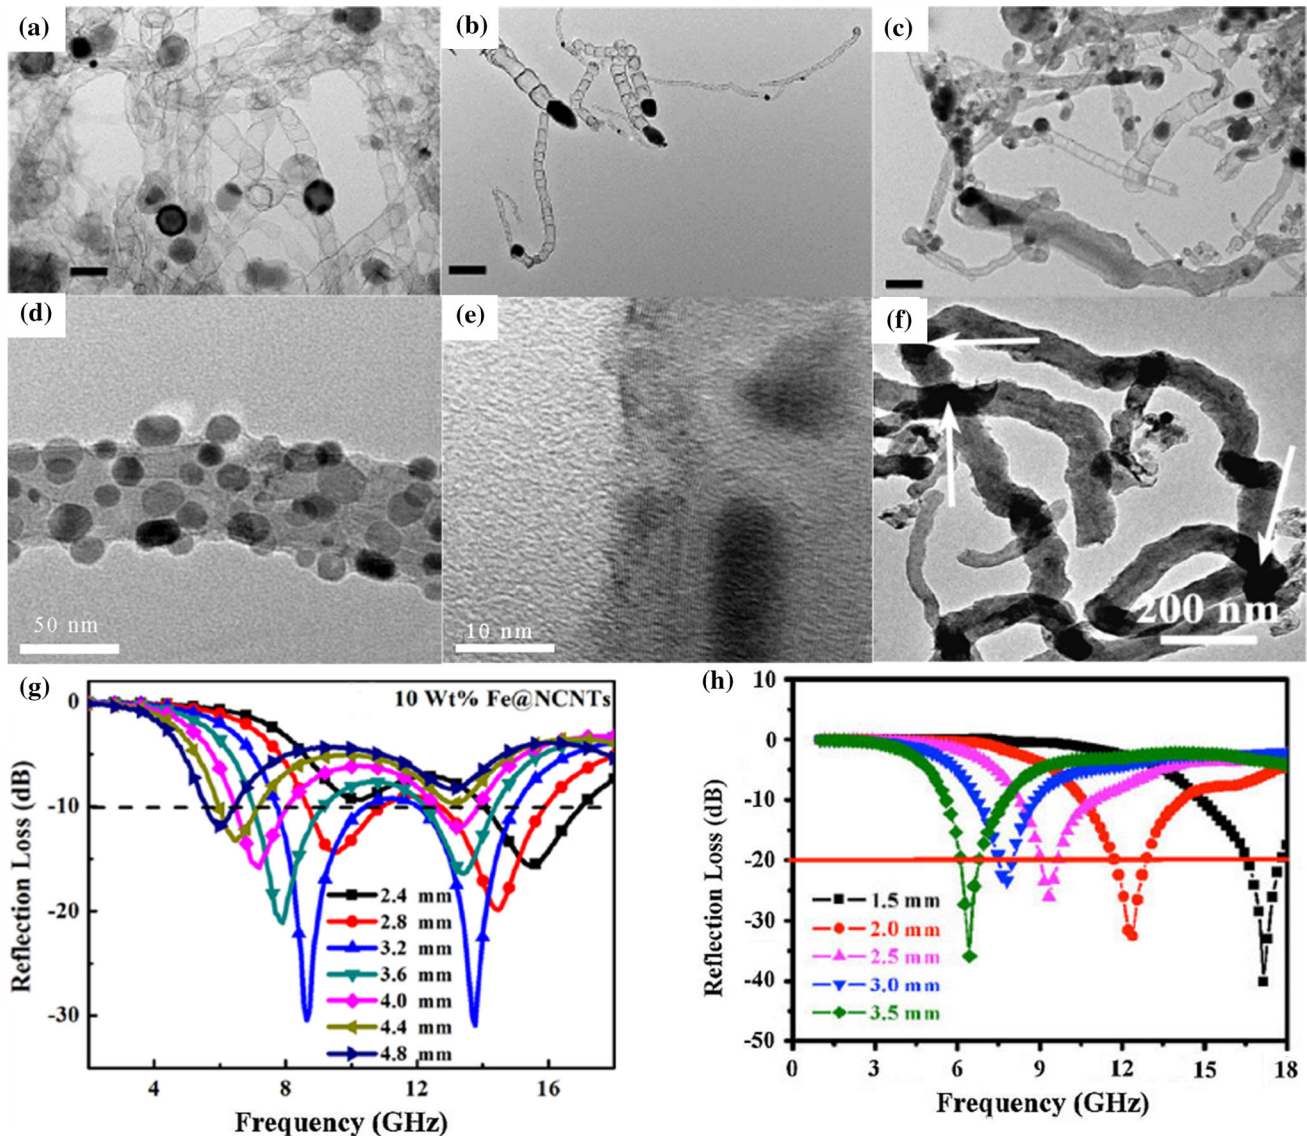 (a)
(b)
(c)
(d)
50 nm
(e)
10 nm
(f)
200 nm
(g)
10 Wt% Fe@NCNTs
0
-10
-20
-30
Reflection Loss (dB)
2.4 mm
2.8 mm
3.2 mm
3.6 mm
4.0 mm
4.4 mm
4.8 mm
4 8 12 16
Frequency (GHz)
(h)
10
0
-10
-20
-30
-40
-50
Reflection Loss (dB)
1.5 mm
2.0 mm
2.5 mm
3.0 mm
3.5 mm
0 3 6 9 12 15 18
Frequency (GHz)